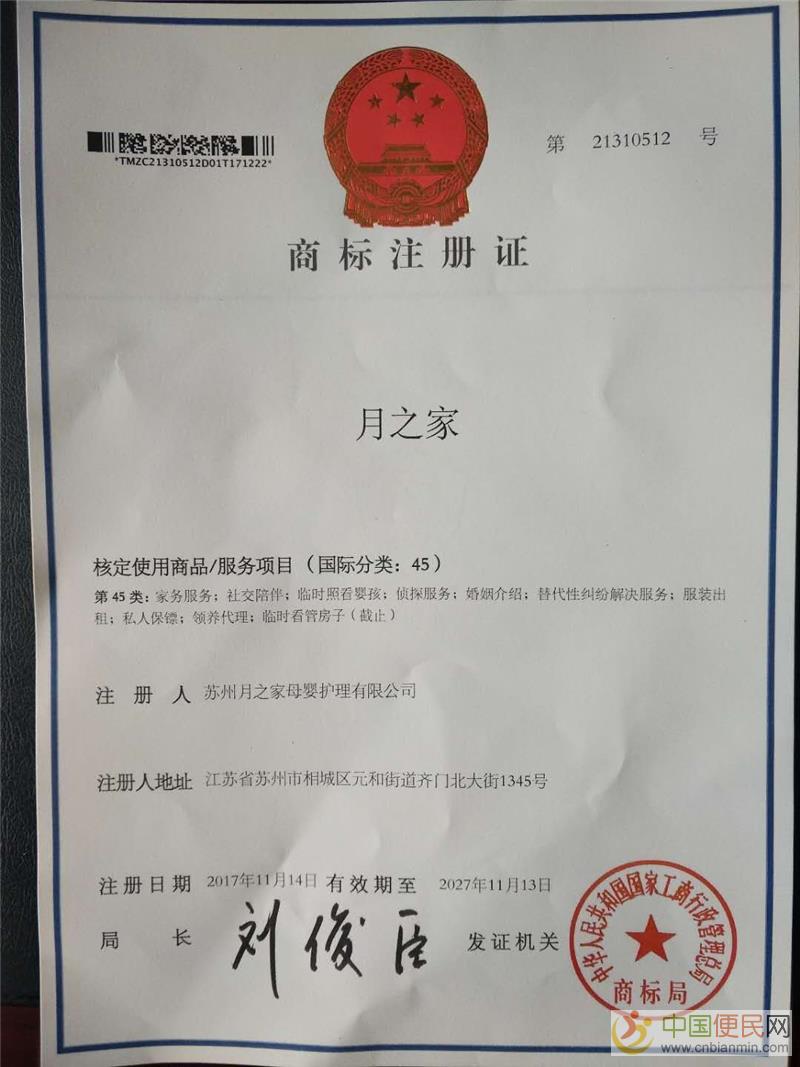 *TMZC21310512D01T171222*
第 21310512 号
商标注册证
月之家
核定使用商品/服务项目（国际分类：45）
第 45 类：家务服务；社交陪伴；临时照看婴孩；侦探服务；婚姻介绍；替代性纠纷解决服务；服装出
租；私人保镖；领养代理；临时看管房子（截止）
注 册 人 苏州月之家母婴护理有限公司
注册人地址 江苏省苏州市相城区元和街道齐门北大街1345号
注册日期 2017年11月14日 有效期至 2027年11月13日
局 长 刘俊臣 发证机关
中华人民共和国国家工商行政管理总局
商标局
中国便民网
www.cnbianmin.com